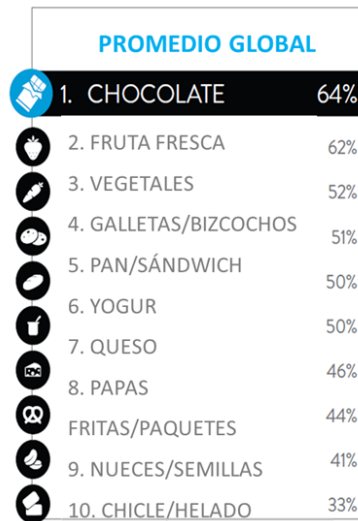 PROMEDIO GLOBAL
1. CHOCOLATE 64%
2. FRUTA FRESCA 62%
3. VEGETALES 52%
4. GALLETAS/BIZCOCHOS 51%
5. PAN/SÁNDWICH 50%
6. YOGUR 50%
7. QUESO 46%
8. PAPAS 44%
FRITAS/PAQUETES
9. NUECES/SEMILLAS 41%
10. CHICLE/HELADO 33%